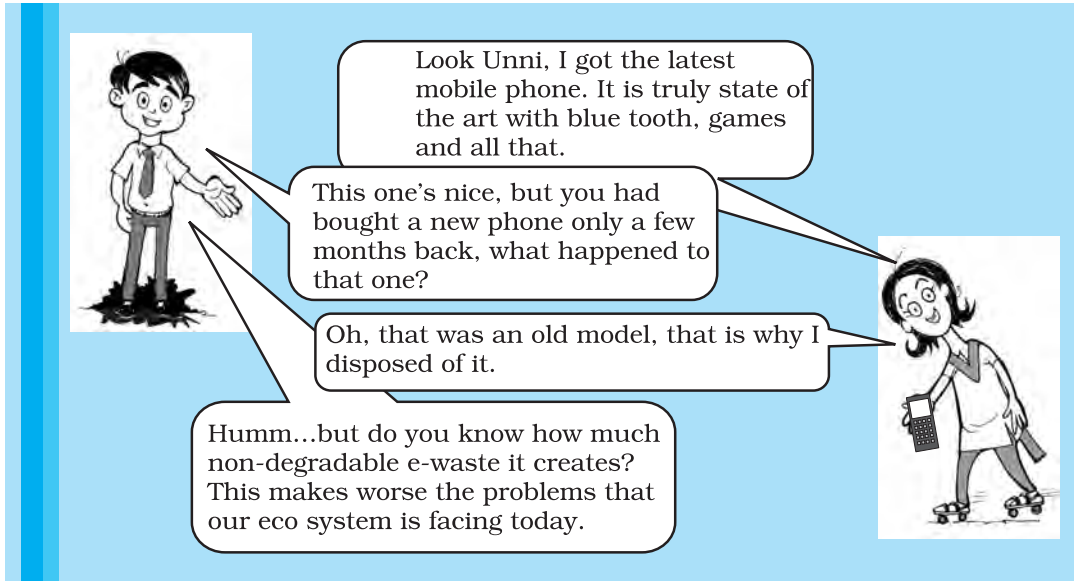 Look Unni, I got the latest
mobile phone. It is truly state of
the art with blue tooth, games
and all that.
This one's nice, but you had
bought a new phone only a few
months back, what happened to
that one?
Oh, that was an old model, that is why I
disposed of it.
Humm...but do you know how much
non-degradable e-waste it creates?
This makes worse the problems that
our eco system is facing today.